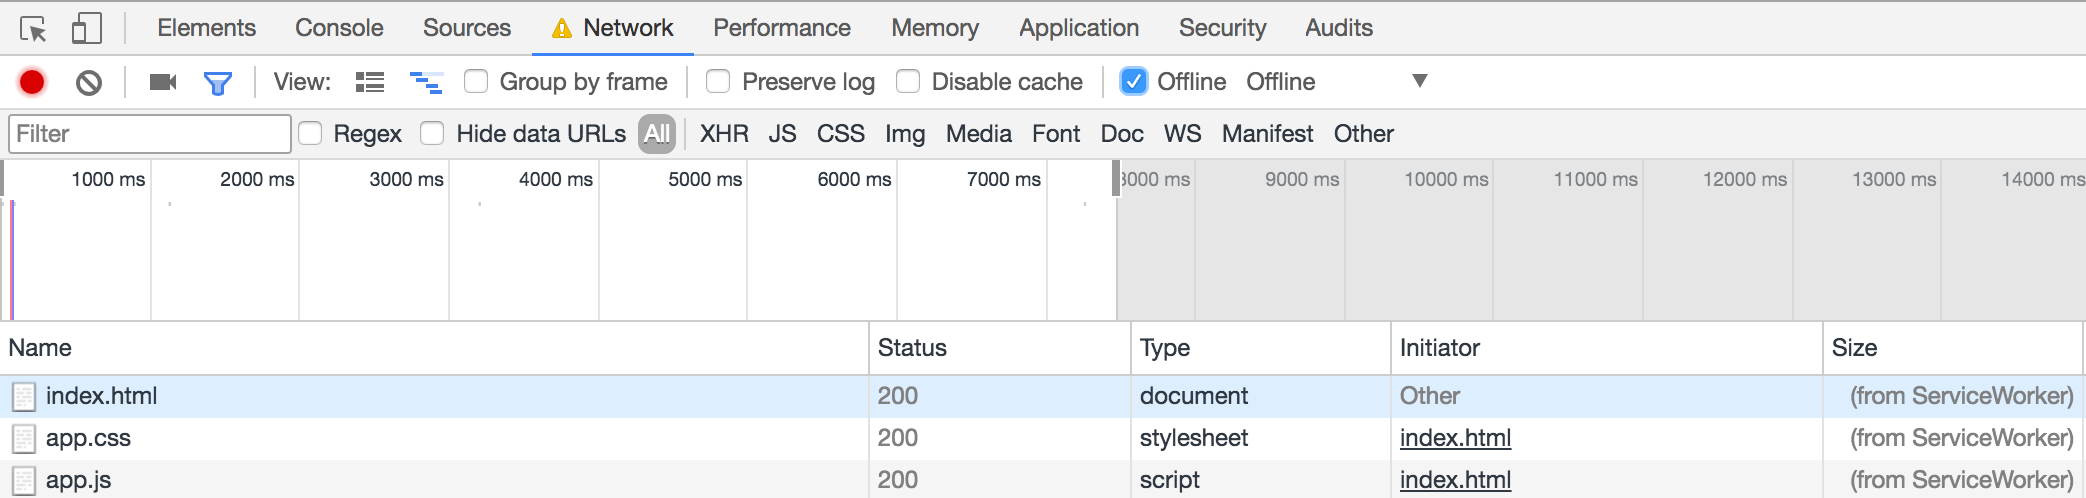 Elements Console Sources Network Performance Memory Application Security Audits
View: Group by frame Preserve log Disable cache Offline Offline
Filter Regex Hide data URLs All XHR JS CSS Img Media Font Doc WS Manifest Other
1000 ms 2000 ms 3000 ms 4000 ms 5000 ms 6000 ms 7000 ms 8000 ms 9000 ms 10000 ms 11000 ms 12000 ms 13000 ms 14000 ms
Name Status Type Initiator Size
index.html 200 document Other (from ServiceWorker)
app.css 200 stylesheet index.html (from ServiceWorker)
app.js 200 script index.html (from ServiceWorker)